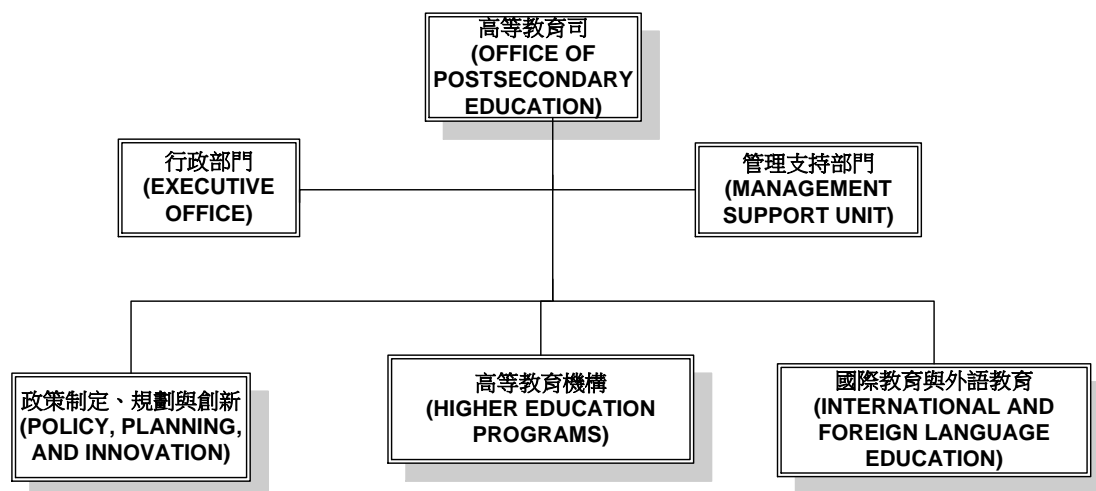 高等教育司
(OFFICE OF
POSTSECONDARY
EDUCATION)
行政部門
(EXECUTIVE
OFFICE)
管理支持部門
(MANAGEMENT
SUPPORT UNIT)
政策制定、規劃與創新
(POLICY, PLANNING,
AND INNOVATION)
高等教育機構
(HIGHER EDUCATION
PROGRAMS)
國際教育與外語教育
(INTERNATIONAL AND
FOREIGN LANGUAGE
EDUCATION)